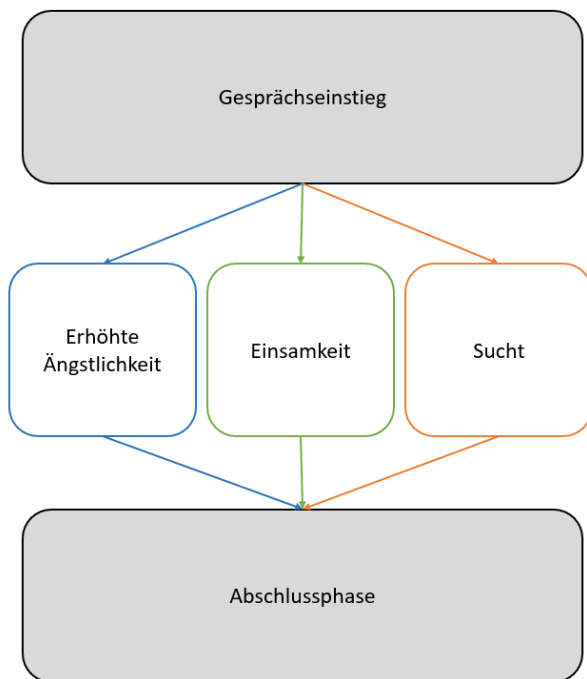 Gesprächseinstieg
Erhöhte
Ängstlichkeit
Einsamkeit
Sucht
Abschlussphase